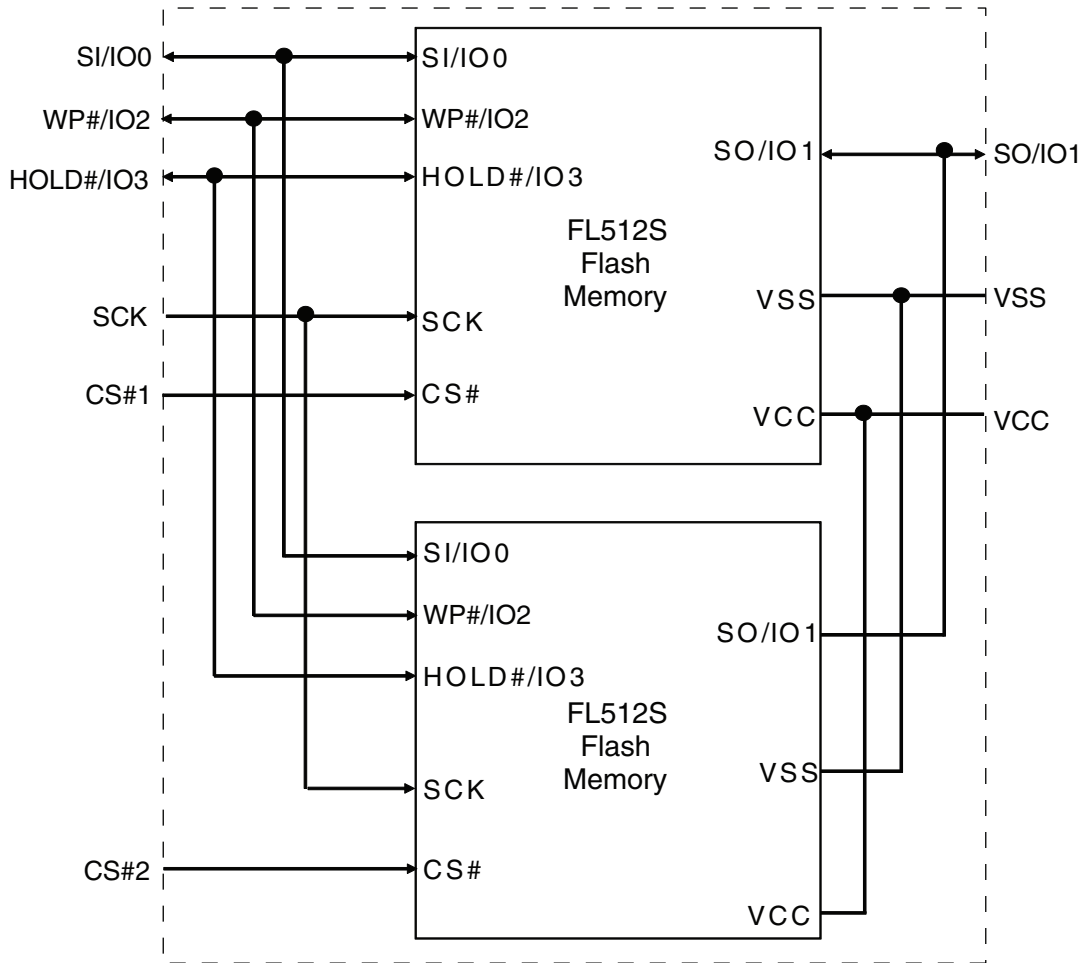 SI/IO0
WP#/IO2
HOLD#/IO3
SCK
CS#1
SI/IO0
WP#/IO2
HOLD#/IO3
SCK
CS#
FL512S
Flash
Memory
SO/IO1
VSS
VCC
SO/IO1
VSS
VCC
CS#2
SI/IO0
WP#/IO2
HOLD#/IO3
SCK
CS#
FL512S
Flash
Memory
SO/IO1
VSS
VCC